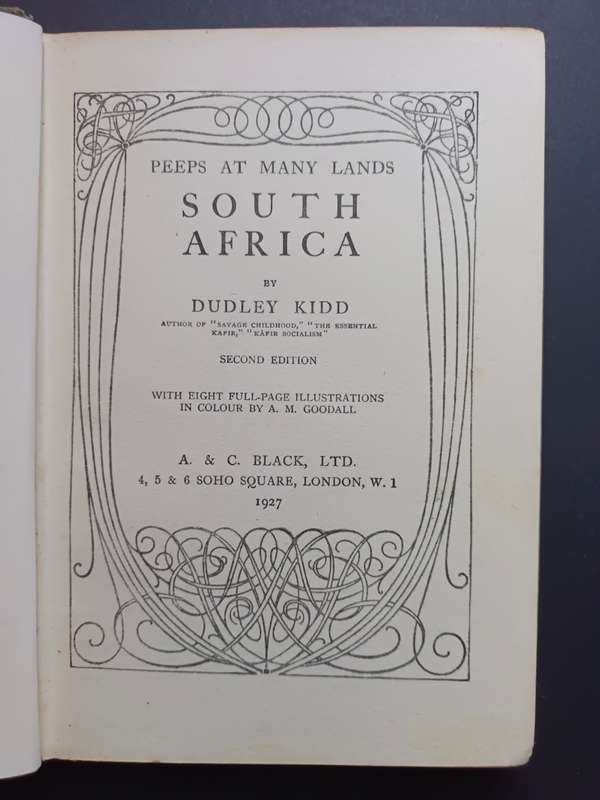 PEEPS AT MANY LANDS
SOUTH
AFRICA
BY
DUDLEY KIDD
AUTHOR OF "SAVAGE CHILDHOOD," "THE ESSENTIAL
KAFIR," "KÁFIR SOCIALISM"
SECOND EDITION
WITH EIGHT FULL-PAGE ILLUSTRATIONS
IN COLOUR BY A. M. GOODALL
A. & C. BLACK, LTD.
4, 5 & 6 SOHO SQUARE, LONDON, W. 1
1927